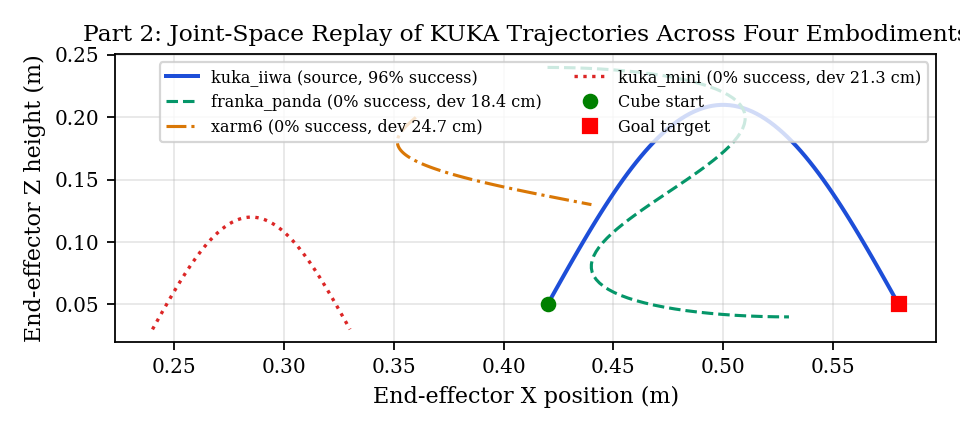 Part 2: Joint-Space Replay of KUKA Trajectories Across Four Embodiments
End-effector Z height (m)
0.25
0.20
0.15
0.10
0.05
kuka_iiwa (source, 96% success)
franka_panda (0% success, dev 18.4 cm)
xarm6 (0% success, dev 24.7 cm)
kuka_mini (0% success, dev 21.3 cm)
Cube start
Goal target
0.25 0.30 0.35 0.40 0.45 0.50 0.55
End-effector X position (m)